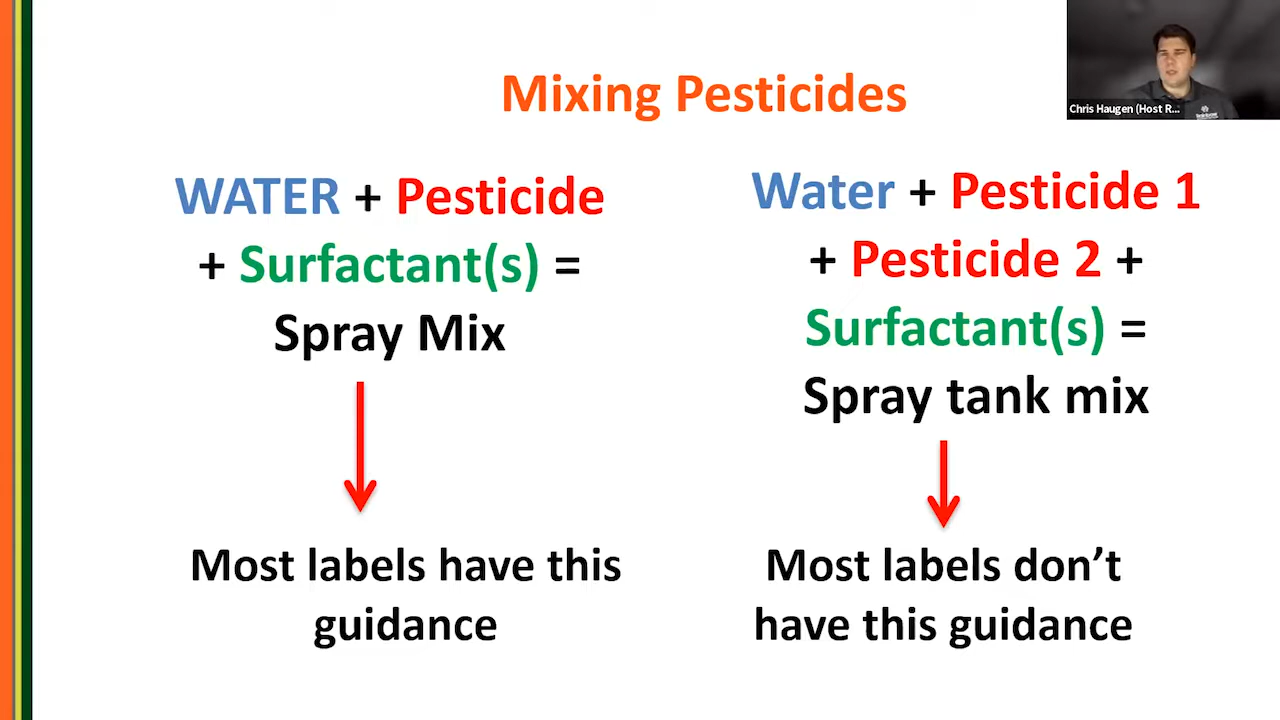 Mixing Pesticides
Chris Haugen (Host R...
WATER + Pesticide
+ Surfactant(s) =
Spray Mix
Most labels have this
guidance
Water + Pesticide 1
+ Pesticide 2 +
Surfactant(s) =
Spray tank mix
Most labels don’t
have this guidance